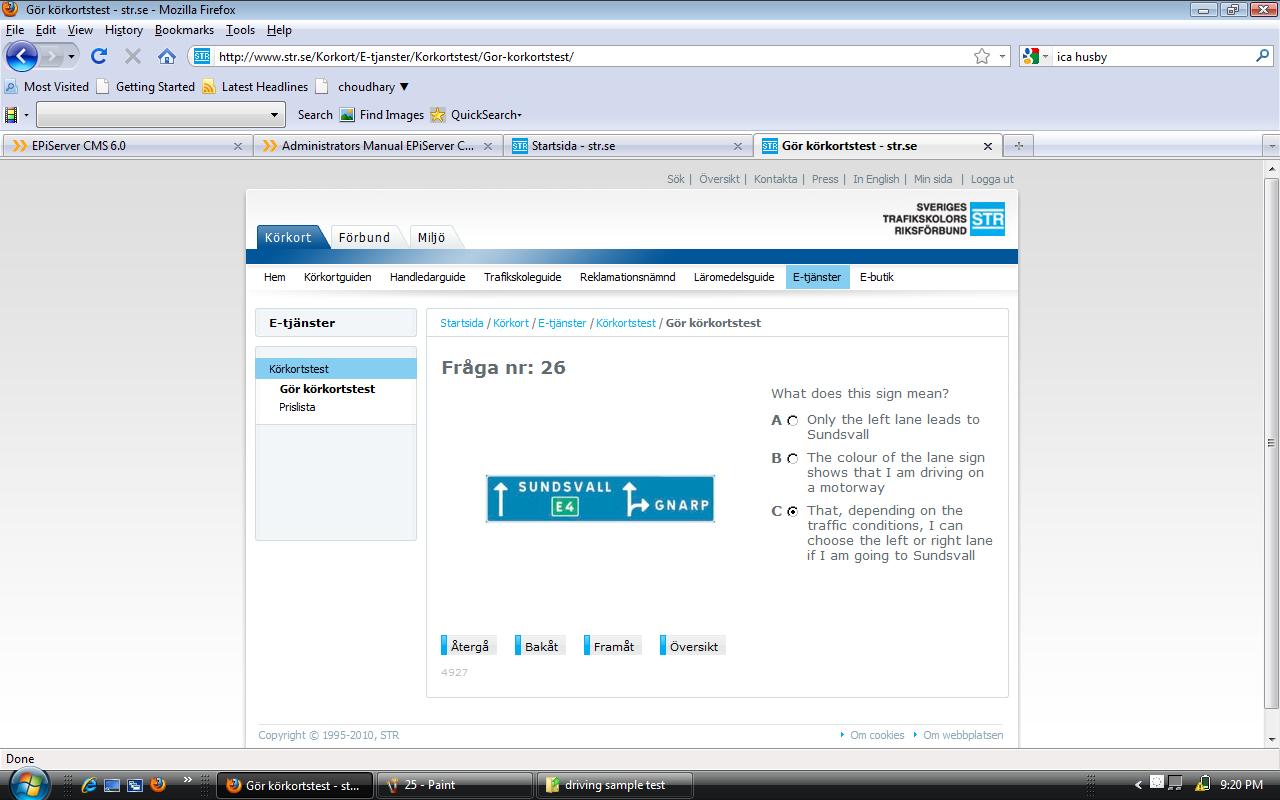 Gör körkortstest - str.se - Mozilla Firefox
File Edit View History Bookmarks Tools Help
http://www.str.se/Korkort/E-tjanster/Korkortstest/Gor-korkortstest/
ica husby
Most Visited Getting Started Latest Headlines choudhary ▼
Search Find Images QuickSearch
EPiServer CMS 6.0
Administrators Manual EPiServer C...
STR Startsida - str.se
STR Gör körkortstest - str.se
Sök | Översikt | Kontakta | Press | In English | Min sida | Logga ut
SVERIGES
TRAFIKSKOLORS
RIKSFÖRBUND
STR
Körkort Förbund Miljö
Hem Körkortguiden Handledarguide Trafikskoleguide Reklamationsnämnd Läromedelsguide E-tjänster E-butik
E-tjänster
Körkortstest
Gör körkortstest
Prislista
Startsida / Körkort / E-tjänster / Körkortstest / Gör körkortstest
Fråga nr: 26
SUNDSVALL
E4
GNARP
What does this sign mean?
A Only the left lane leads to
Sundsvall
B The colour of the lane sign
shows that I am driving on
a motorway
C That, depending on the
traffic conditions, I can
choose the left or right lane
if I am going to Sundsvall
Återgå Bakåt Framåt Översikt
4927
Copyright © 1995-2010, STR
Om cookies Om webbplatsen
Done
Gör körkortstest - st...
25 - Paint
driving sample test
9:20 PM